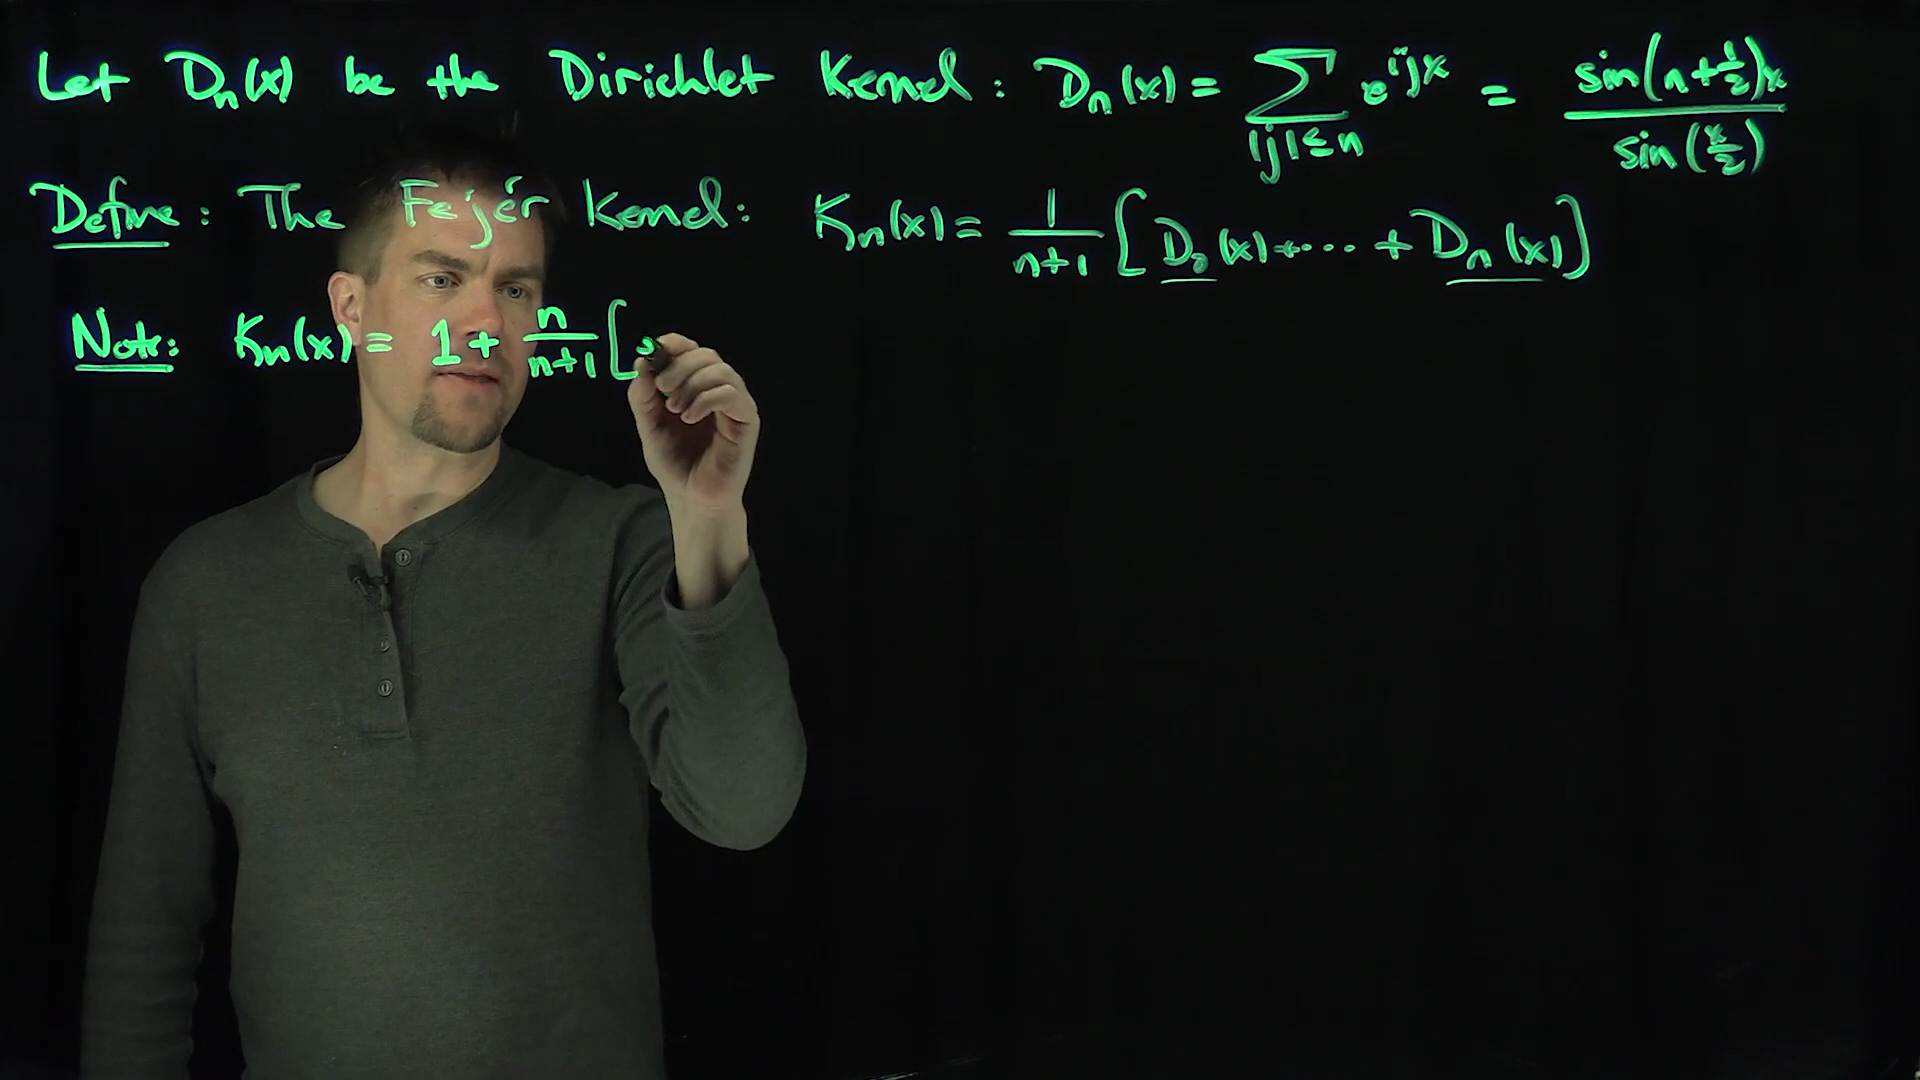 Let Dₙ(x) be the Dirichlet Kernel: Dₙ(x) = ∑_{|j|≤n} e^{ijx} = sin(n+½)x / sin(x/2)
Define: The Fejér Kernel: Kₙ(x) = 1/(n+1) [D₀(x)+⋯+Dₙ(x)]
Note: Kₙ(x) = 1 + n/(n+1) [